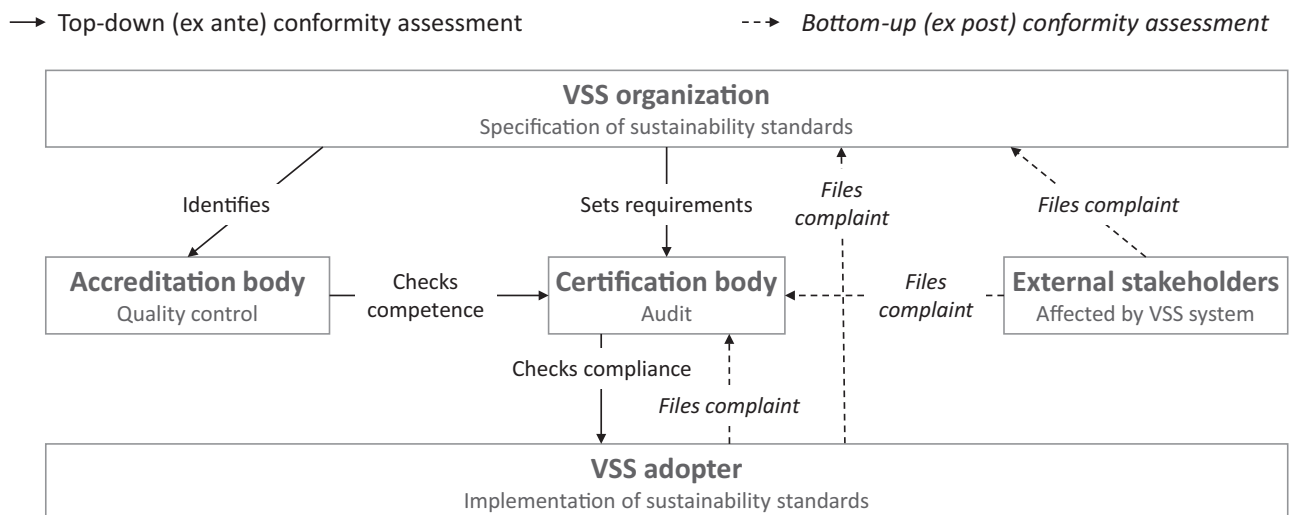 Top-down (ex ante) conformity assessment
Bottom-up (ex post) conformity assessment
VSS organization
Specification of sustainability standards
Identifies
Sets requirements
Files
complaint
Files complaint
Accreditation body
Quality control
Checks
competence
Certification body
Audit
Files
complaint
External stakeholders
Affected by VSS system
Checks compliance
Files complaint
VSS adopter
Implementation of sustainability standards